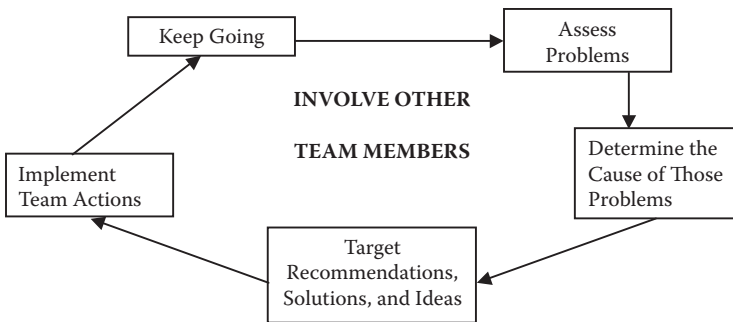 Keep Going
Assess
Problems
INVOLVE OTHER
TEAM MEMBERS
Determine the
Cause of Those
Problems
Target
Recommendations,
Solutions, and Ideas
Implement
Team Actions